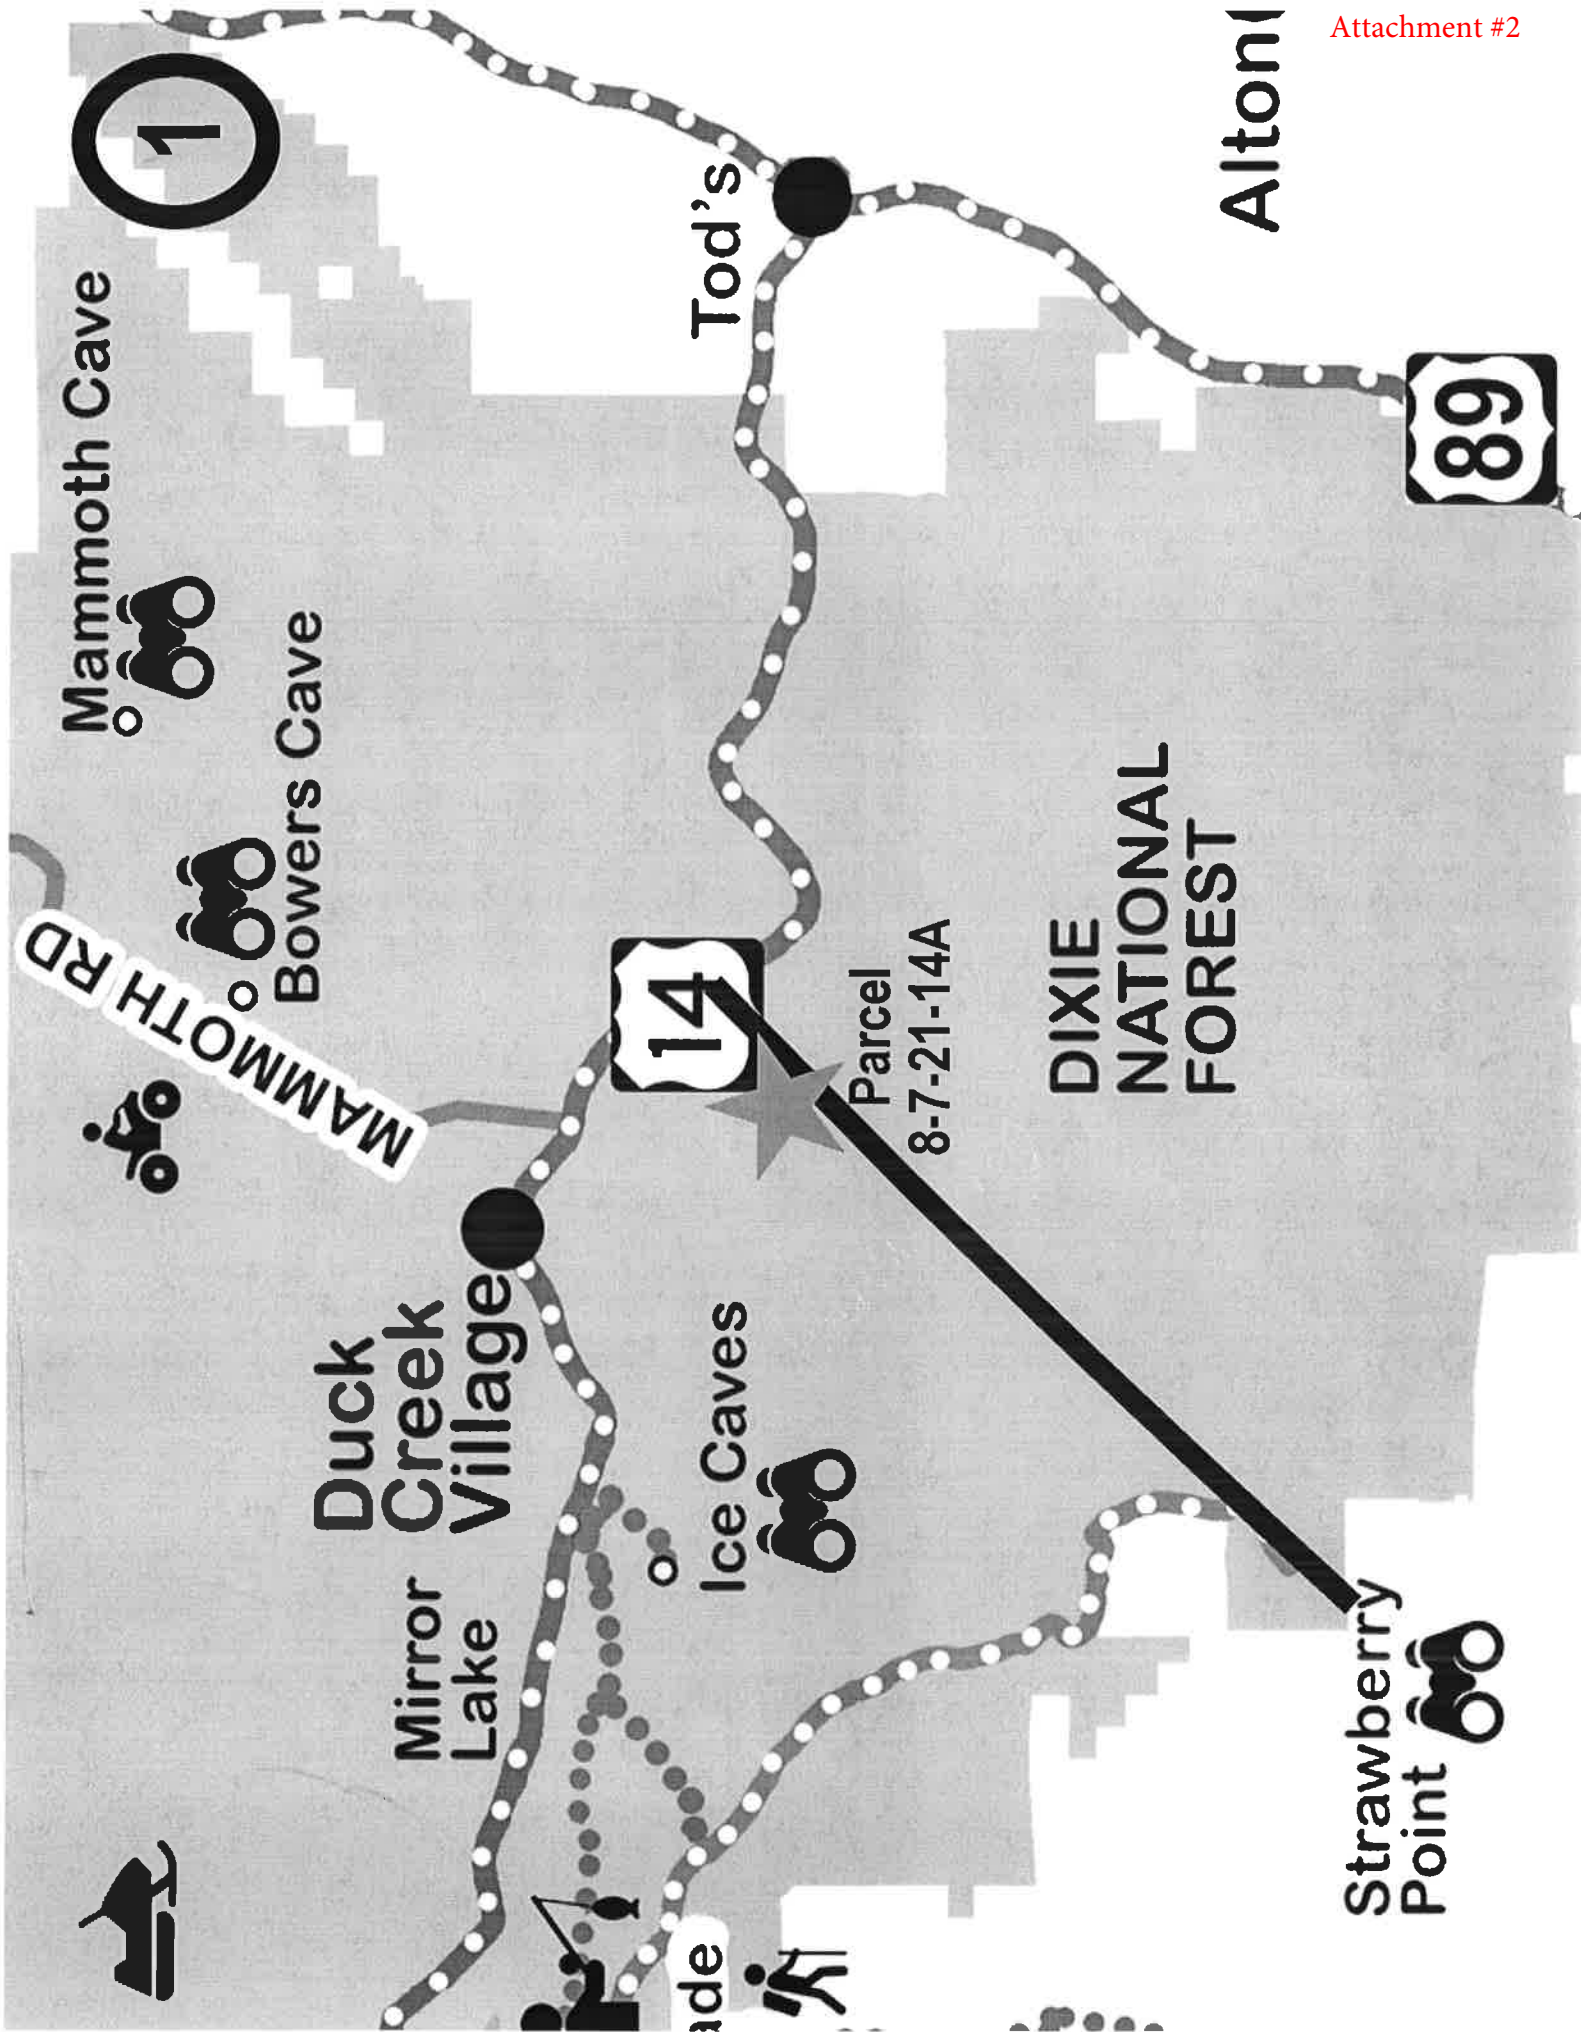 Attachment #2
1
Mammoth Cave
Bowers Cave
MAMMOTH RD
Tod's
89
14
Parcel
8-7-21-14A
DIXIE
NATIONAL
FOREST
Duck
Creek
Village
Mirror
Lake
Ice Caves
Strawberry
Point